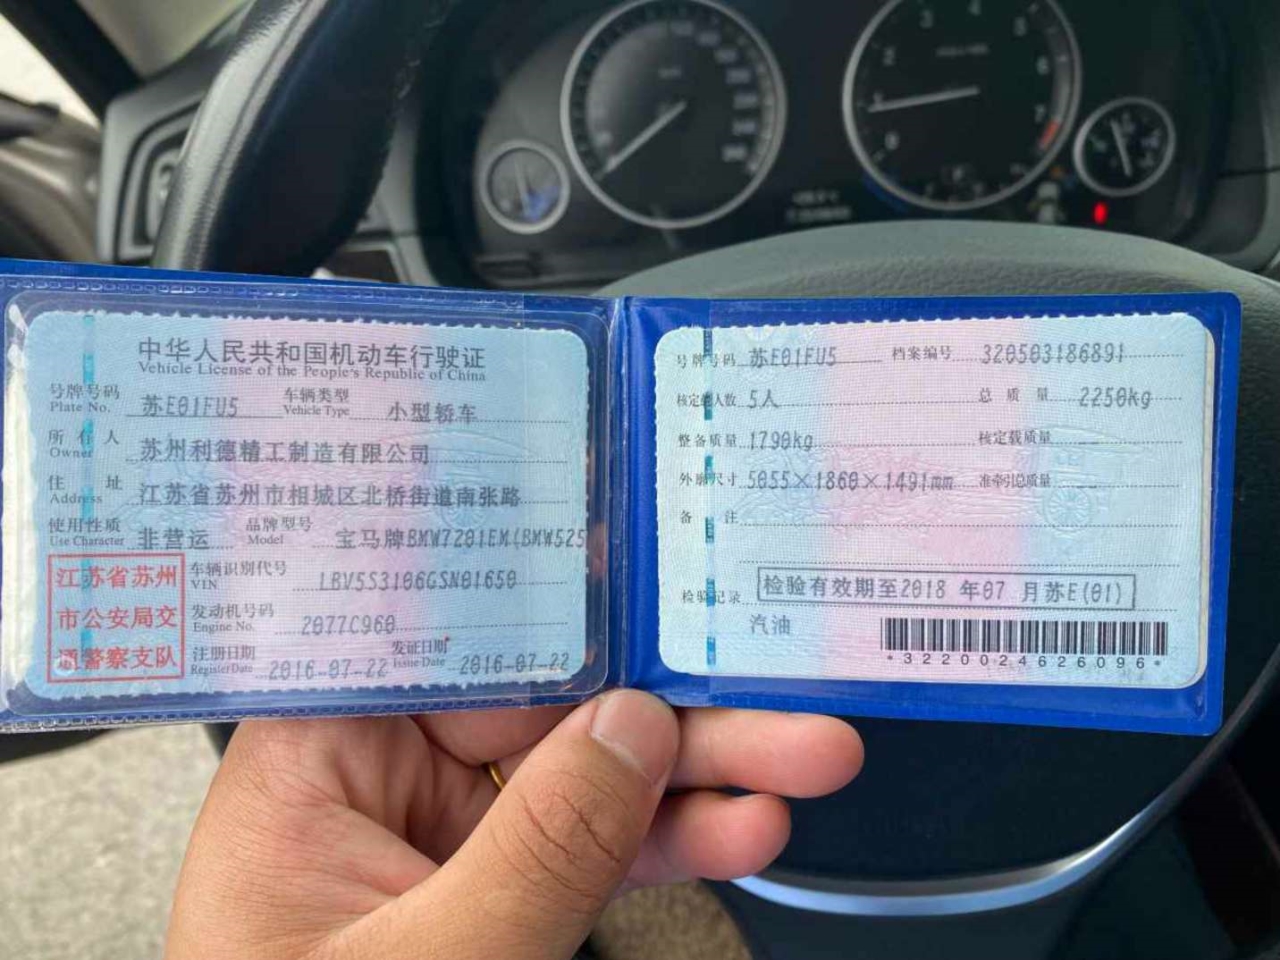 中华人民共和国机动车行驶证
Vehicle License of the People's Republic of China
号牌号码 苏E01FU5 车辆类型 小型轿车
Plate No. Vehicle Type
所有人 苏州利德精工制造有限公司
Owner
住址 江苏省苏州市相城区北桥街道南张路
Address
使用性质 非营运 品牌型号 宝马牌BMW7201EM(BMW525
Use Character Model
江苏省苏州
市公安局交
通警察支队
车辆识别代号 LBV5S3106GSN01650
VIN
发动机号码 2077C960
Engine No.
注册日期 2016-07-22 发证日期 2016-07-22
Register Date Issue Date
号牌号码 苏E01FU5 档案编号 320503186891
核定载人数 5人 总质量 2250kg
整备质量 1790kg 核定载质量
外廓尺寸 5055×1860×1491mm 准牵引总质量
备注
检验记录 检验有效期至2018 年07 月苏E(01)
汽油
*3220024626096*